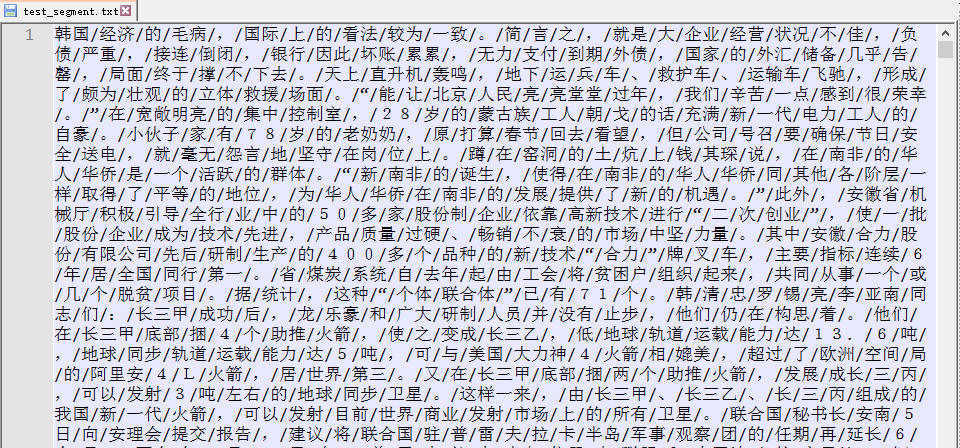 test_segment.txt
1
韩国/经济/的/毛病/，/国际/上/的/看法/较为/一致/。/简/言/之/，/就是/大/企业/经营/状况/不/佳/，/负
债/严重/，/接连/倒闭/，/银行/因此/坏账/累累/，/无力/支付/到期/外债/，/国家/的/外汇/储备/几乎/告
罄/，/局面/终于/撑/不/下去/。/天上/直升机/轰鸣/，/地下/运/兵/车/、/救护车/、/运输车/飞驰/，/形成/
了/颇为/壮观/的/立体/救援/场面/。/“/能/让/北京/人民/亮/亮堂堂/过年/，/我们/辛苦/一点/感到/很/荣幸
/。/”/在/宽敞明亮/的/集中/控制室/，/２８/岁/的/蒙古族/工人/朝/戈/的话/充满/新/一代/电力/工人/的/
自豪/。/小伙子/家/有/７８/岁/的/老奶奶/，/原/打算/春节/回去/看望/，/但/公司/号召/要/确保/节日/安
全/送电/，/就/毫无/怨言/地/坚守/在岗/位/上/。/蹲/在/窑洞/的/土/炕/上/钱/其琛/说/，/在/南非/的/华
人/华侨/是/一个/活跃/的/群体/。/“/新/南非/的/诞生/，/使得/在/南非/的/华人/华侨/同/其他/各/阶层/一
样/取得/了/平等/的/地位/，/为/华人/华侨/在/南非/的/发展/提供/了/新/的/机遇/。/”/此外/，/安徽省/机
械厅/积极/引导/全行/业/中/的/５０/多/家/股份制/企业/依靠/高新技术/进行/“/二/次/创业/”/，/使/一/批
/股份/企业/成为/技术/先进/，/产品/质量/过硬/、/畅销/不/衰/的/市场/中坚/力量/。/其中/安徽/合力/股
份/有限公司/先后/研制/生产/的/４００/多/个/品种/的/新/技术/“/合力/”/牌/叉/车/，/主要/指标/连续/６
/年/居/全国/同行/第一/。/省/煤炭/系统/自/去年/起/由/工会/将/贫困户/组织/起来/，/共同/从事/一个/或
/几/个/脱贫/项目/。/据/统计/，/这种/“/个体/联合体/”/已/有/７１/个/。/韩/清/忠/罗/锡/亮/李/亚南/同
志/们/：/长三甲/成功/后/，/龙/乐豪/和/广大/研制/人员/并/没有/止步/，/他们/仍/在/构思/着/。/他们/
在/长三甲/底部/捆/４/个/助推/火箭/，/使/之/变成/长三乙/，/低/地球/轨道/运载/能力/达/１３．６/吨/
，/地球/同步/轨道/运载/能力/达/５/吨/，/可/与/美国/大力神/４/火箭/相/媲美/，/超过/了/欧洲/空间/局
/的/阿里安/４/Ｌ/火箭/，/居/世界/第三/。/又/在/长三甲/底部/捆/两/个/助推/火箭/，/发展/成长/三/丙/
，/可以/发射/３/吨/左右/的/地球/同步/卫星/。/这样一来/，/由/长三甲/、/长三乙/、/长/三/丙/组成/的/
我国/新/一代/火箭/，/可以/发射/目前/世界/商业/发射/市场/上/的/所有/卫星/。/联合国/秘书长/安南/５
日/向/安理会/提交/报告/，/建议/将/联合国/驻/普/雷/夫/拉/卡/半岛/军事/观察/团/的/任期/再/延长/６/